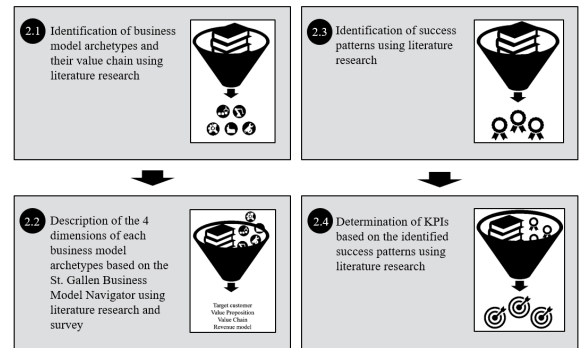 2.1
Identification of business
model archetypes and
their value chain using
literature research
2.3
Identification of success
patterns using literature
research
2.2
Description of the 4
dimensions of each
business model
archetypes based on the
St. Gallen Business
Model Navigator using
literature research and
survey
Target customer
Value Proposition
Value Chain
Revenue model
2.4
Determination of KPIs
based on the identified
success patterns using
literature research